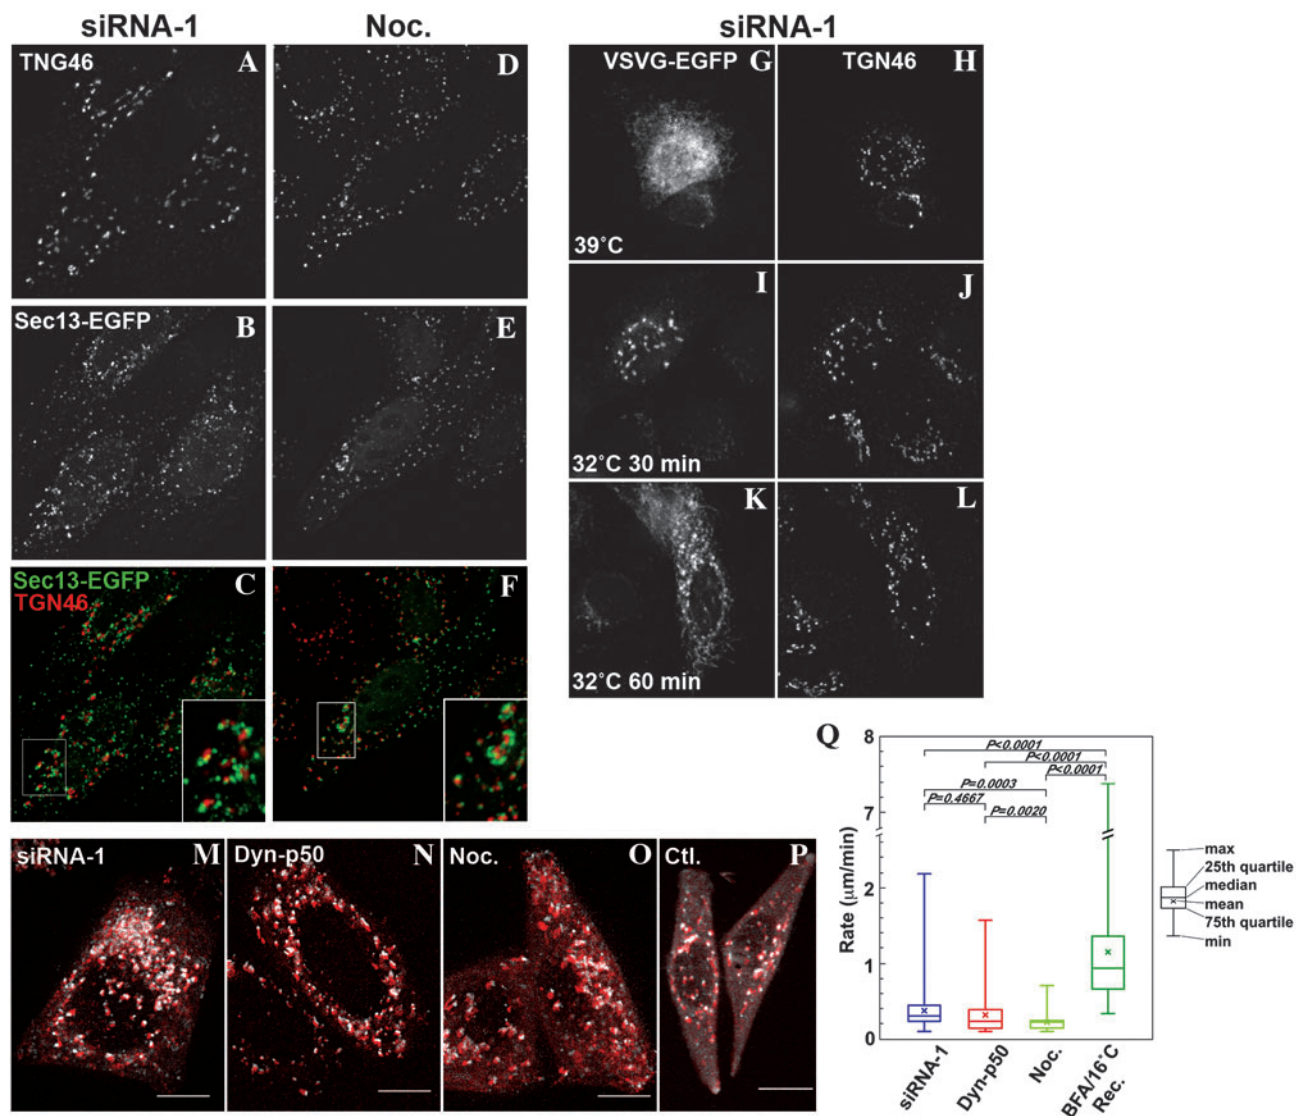 siRNA-1 Noc. siRNA-1
TNG46 A D
VSVG-EGFP G TGN46 H
39°C
Sec13-EGFP B E
I J
32°C 30 min
Sec13-EGFP C F
TGN46
K L
32°C 60 min
siRNA-1 M Dyn-p50 N Noc. O Ctl. P
Q
8
7
2
1
0
Rate (μm/min)
P<0.0001
P<0.0001
P<0.0001
P=0.0003
P=0.4667
P=0.0020
siRNA-1
Dyn-p50
Noc.
BFA/16°C
Rec.
max
25th quartile
median
mean
75th quartile
min